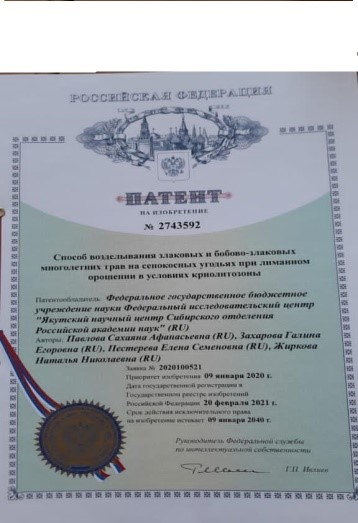 РОССИЙСКАЯ ФЕДЕРАЦИЯ
ПАТЕНТ
НА ИЗОБРЕТЕНИЕ
№ 2743592
Способ возделывания злаковых и бобово-злаковых
многолетних трав на сенокосных угодьях при лиманном
орошении в условиях криолитозоны
Патентообладатель: Федеральное государственное бюджетное
учреждение науки Федеральный исследовательский центр
"Якутский научный центр Сибирского отделения
Российской академии наук" (RU)
Авторы: Павлова Сахаяна Афанасьевна (RU), Захарова Галина
Егоровна (RU), Нестерева Елена Семеновна (RU), Жиркова
Наталья Николаевна (RU)
Заявка № 2020100521
Приоритет изобретения 09 января 2020 г.
Дата государственной регистрации в
Государственном реестре изобретений
Российской Федерации 20 февраля 2021 г.
Срок действия исключительного права
на изобретение истекает 09 января 2040 г.
Руководитель Федеральной службы
по интеллектуальной собственности
Г.П. Ивлиев